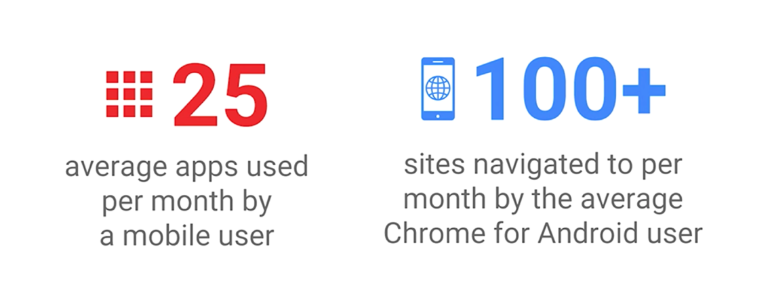 25
average apps used
per month by
a mobile user
100+
sites navigated to per
month by the average
Chrome for Android user